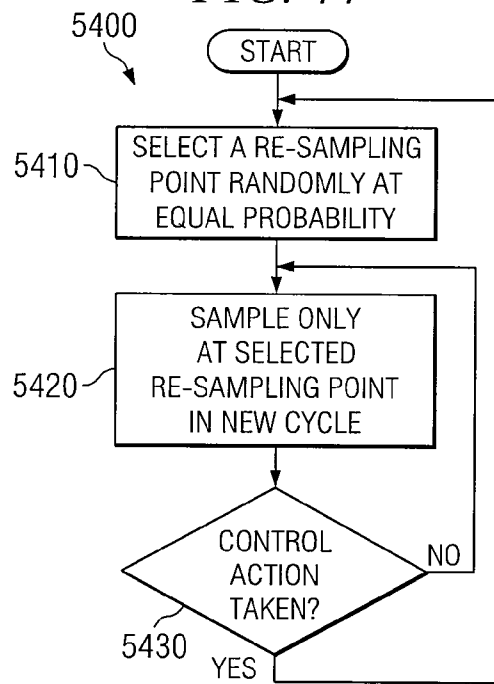 5400
START
5410
SELECT A RE-SAMPLING
POINT RANDOMLY AT
EQUAL PROBABILITY
5420
SAMPLE ONLY
AT SELECTED
RE-SAMPLING POINT
IN NEW CYCLE
CONTROL
ACTION
TAKEN?
NO
5430
YES